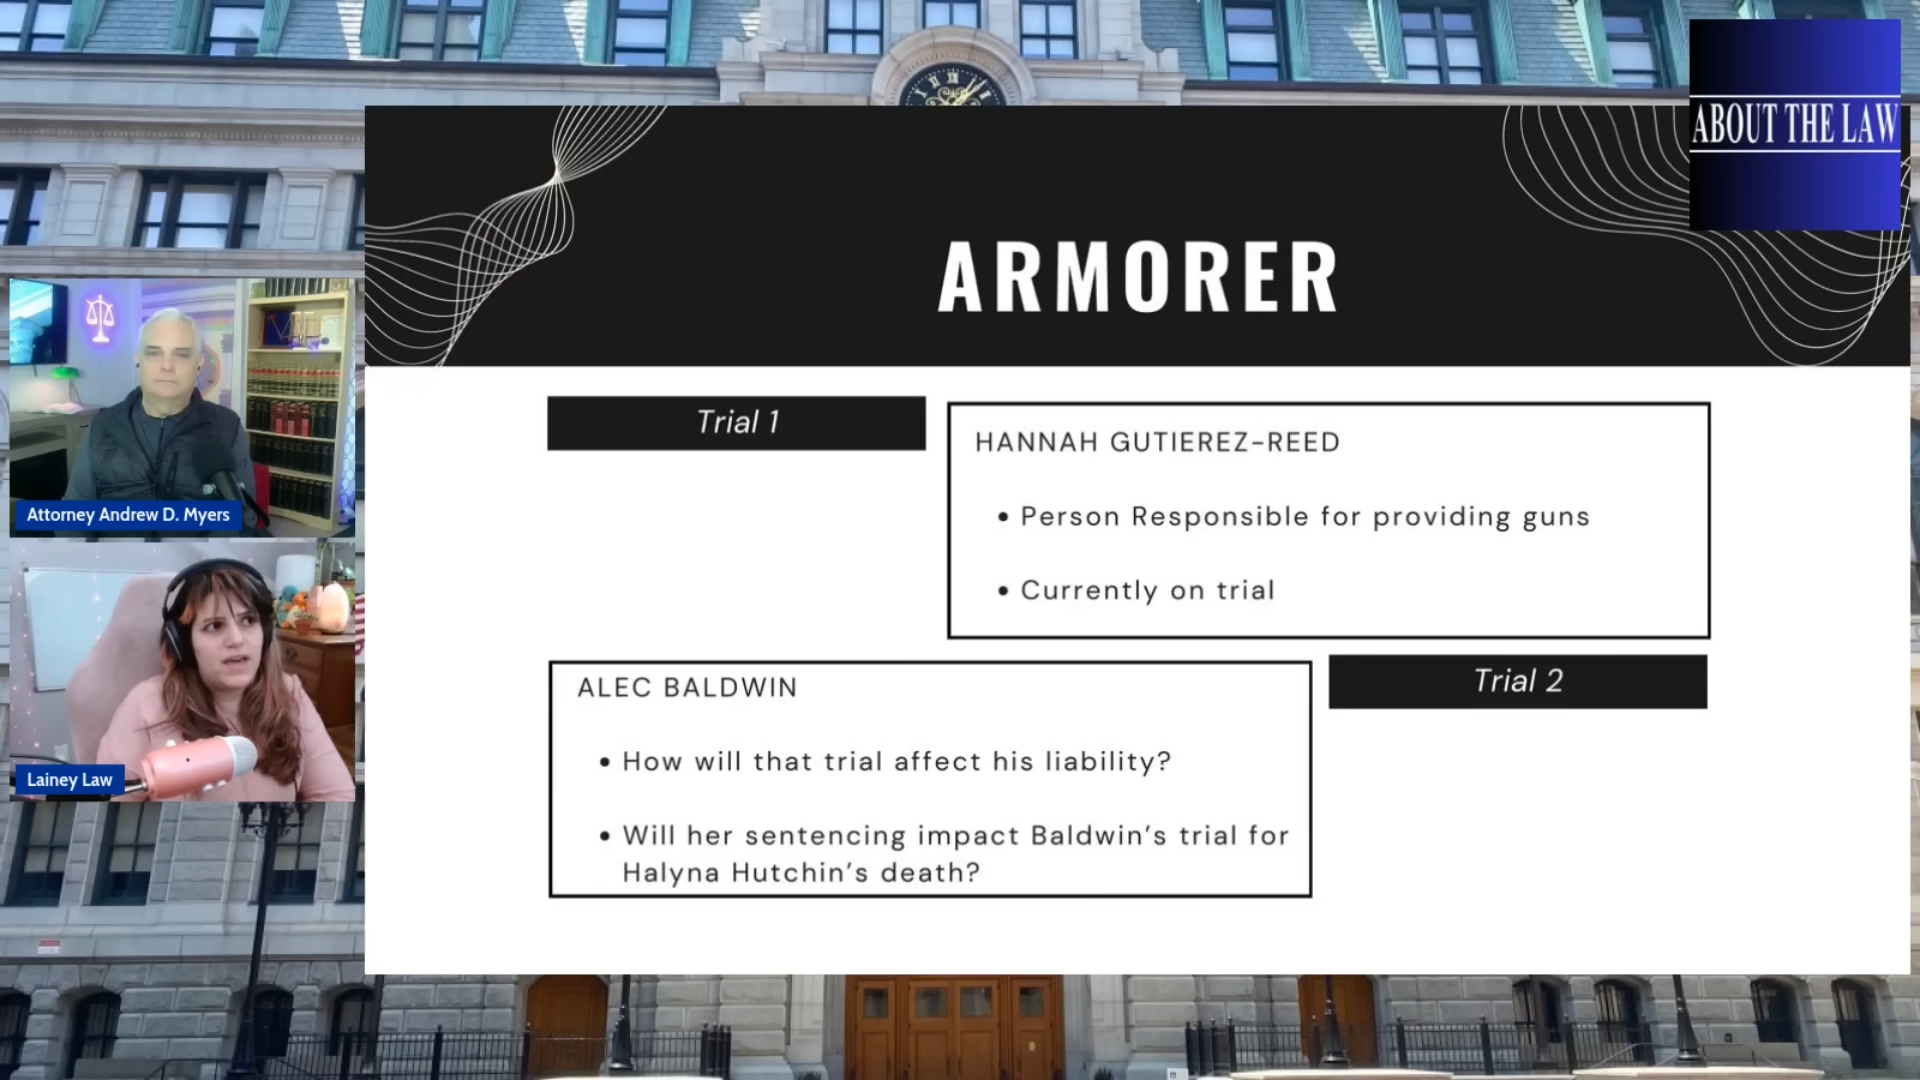 ABOUT THE LAW
ARMORER
Trial 1
HANNAH GUTIEREZ-REED
• Person Responsible for providing guns
• Currently on trial
ALEC BALDWIN
• How will that trial affect his liability?
• Will her sentencing impact Baldwin’s trial for
Halyna Hutchin’s death?
Trial 2
Attorney Andrew D. Myers
Lainey Law